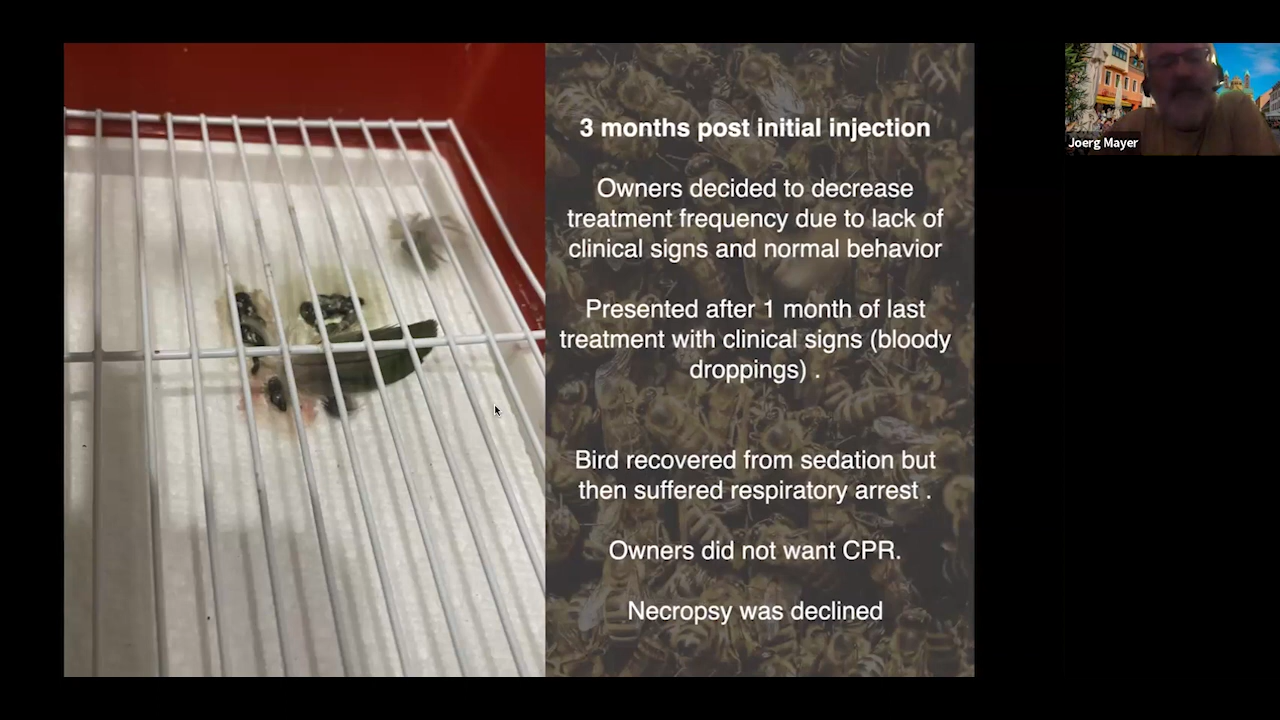 3 months post initial injection
Owners decided to decrease
treatment frequency due to lack of
clinical signs and normal behavior
Presented after 1 month of last
treatment with clinical signs (bloody
droppings) .
Bird recovered from sedation but
then suffered respiratory arrest .
Owners did not want CPR.
Necropsy was declined
Joerg Mayer